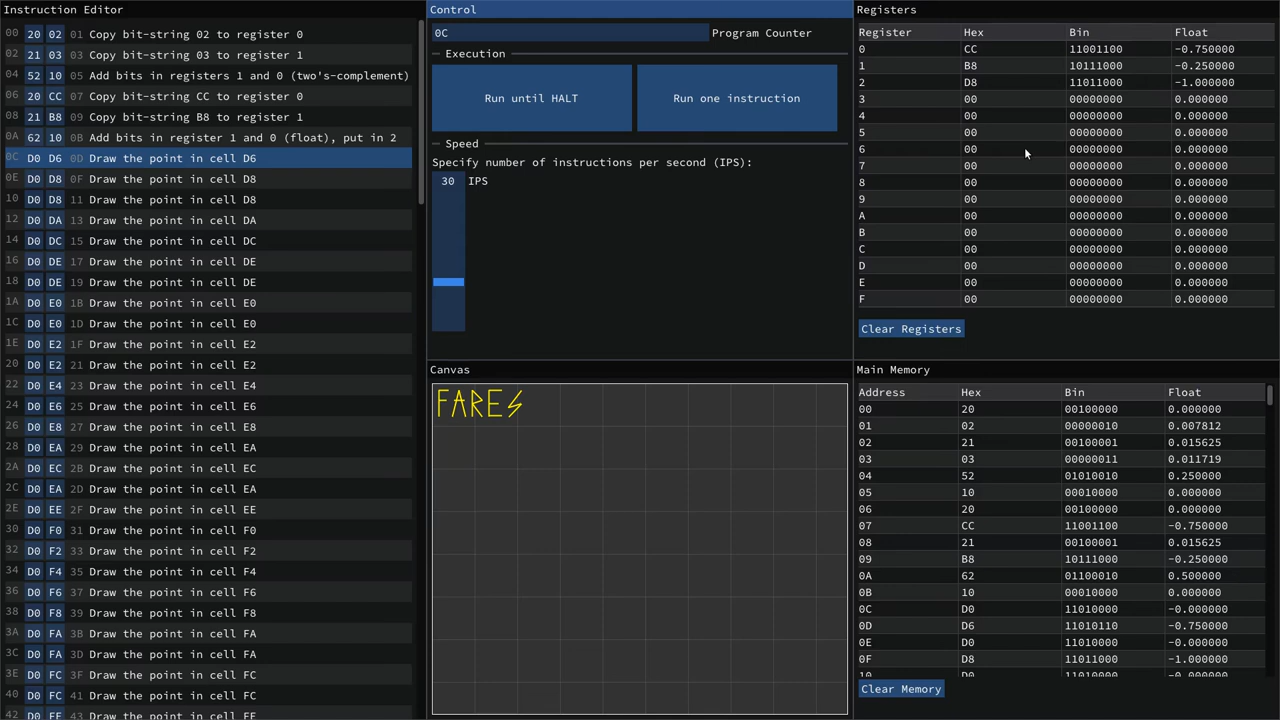 Instruction Editor
00 20 02 01 Copy bit-string 02 to register 0
02 21 03 03 Copy bit-string 03 to register 1
04 52 10 05 Add bits in registers 1 and 0 (two's-complement)
06 20 CC 07 Copy bit-string CC to register 0
08 21 B8 09 Copy bit-string B8 to register 1
0A 62 10 0B Add bits in register 1 and 0 (float), put in 2
0C D0 D6 0D Draw the point in cell D6
0E D0 D8 0F Draw the point in cell D8
10 D0 D8 11 Draw the point in cell D8
12 D0 DA 13 Draw the point in cell DA
14 D0 DC 15 Draw the point in cell DC
16 D0 DE 17 Draw the point in cell DE
18 D0 DE 19 Draw the point in cell DE
1A D0 E0 1B Draw the point in cell E0
1C D0 E0 1D Draw the point in cell E0
1E D0 E2 1F Draw the point in cell E2
20 D0 E2 21 Draw the point in cell E2
22 D0 E4 23 Draw the point in cell E4
24 D0 E6 25 Draw the point in cell E6
26 D0 E8 27 Draw the point in cell E8
28 D0 EA 29 Draw the point in cell EA
2A D0 EC 2B Draw the point in cell EC
2C D0 EA 2D Draw the point in cell EA
2E D0 EE 2F Draw the point in cell EE
30 D0 F0 31 Draw the point in cell F0
32 D0 F2 33 Draw the point in cell F2
34 D0 F4 35 Draw the point in cell F4
36 D0 F6 37 Draw the point in cell F6
38 D0 F8 39 Draw the point in cell F8
3A D0 FA 3B Draw the point in cell FA
3C D0 FA 3D Draw the point in cell FA
3E D0 FC 3F Draw the point in cell FC
40 D0 FC 41 Draw the point in cell FC
42 D0 FE 43 Draw the point in cell FE
Control
0C Program Counter
Execution
Run until HALT
Run one instruction
Speed
Specify number of instructions per second (IPS):
30 IPS
Canvas
FARES
Registers
Register Hex Bin Float
0 CC 11001100 -0.750000
1 B8 10111000 -0.250000
2 D8 11011000 -1.000000
3 00 00000000 0.000000
4 00 00000000 0.000000
5 00 00000000 0.000000
6 00 00000000 0.000000
7 00 00000000 0.000000
8 00 00000000 0.000000
9 00 00000000 0.000000
A 00 00000000 0.000000
B 00 00000000 0.000000
C 00 00000000 0.000000
D 00 00000000 0.000000
E 00 00000000 0.000000
F 00 00000000 0.000000
Clear Registers
Main Memory
Address Hex Bin Float
00 20 00100000 0.000000
01 02 00000010 0.007812
02 21 00100001 0.015625
03 03 00000011 0.011719
04 52 01010010 0.250000
05 10 00010000 0.000000
06 20 00100000 0.000000
07 CC 11001100 -0.750000
08 21 00100001 0.015625
09 B8 10111000 -0.250000
0A 62 01100010 0.500000
0B 10 00010000 0.000000
0C D0 11010000 -0.000000
0D D6 11010110 -0.750000
0E D0 11010000 -0.000000
0F D8 11011000 -1.000000
10 D0 11010000 -0.000000
Clear Memory